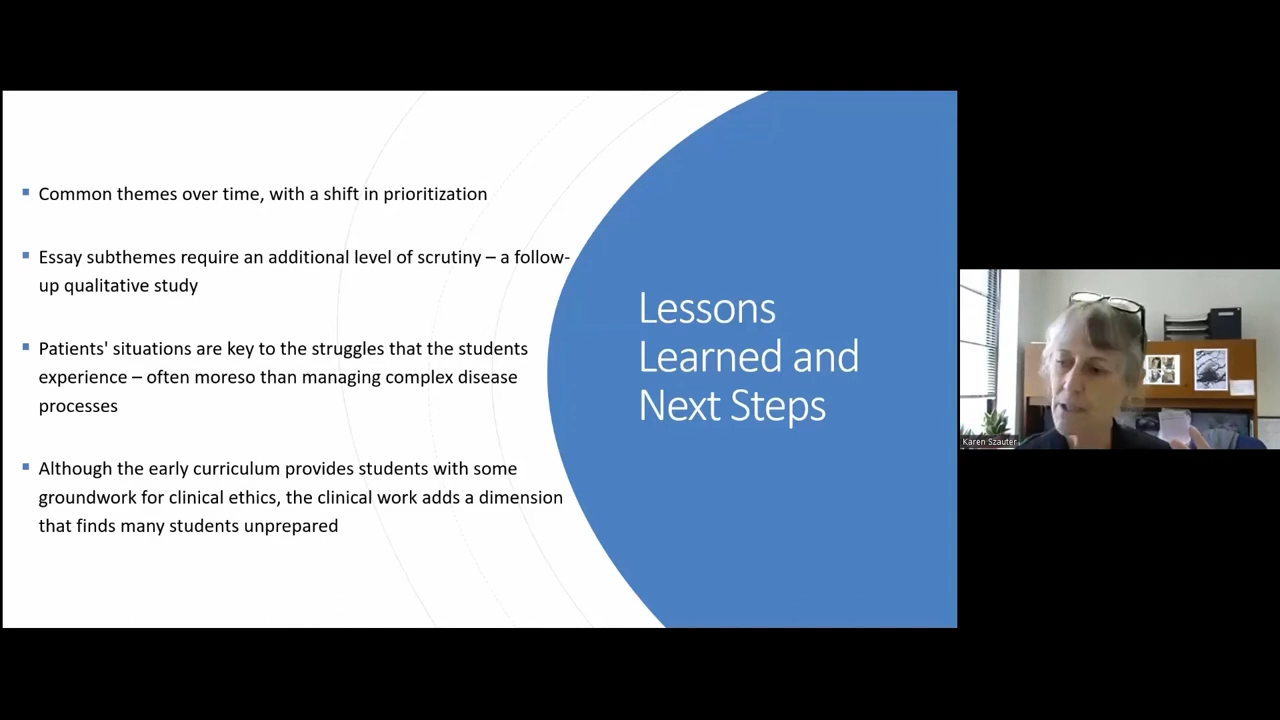 Common themes over time, with a shift in prioritization
Essay subthemes require an additional level of scrutiny – a follow-
up qualitative study
Patients' situations are key to the struggles that the students
experience – often moreso than managing complex disease
processes
Although the early curriculum provides students with some
groundwork for clinical ethics, the clinical work adds a dimension
that finds many students unprepared
Lessons
Learned and
Next Steps
Karen Szauter